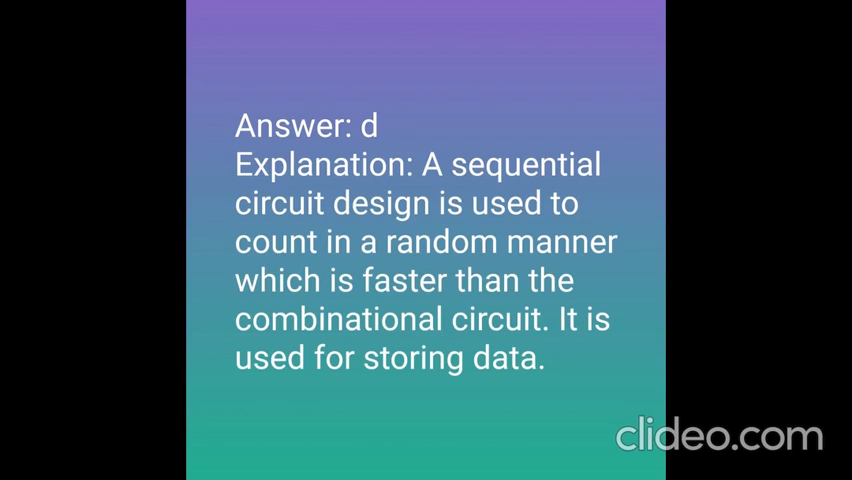 Answer: d
Explanation: A sequential
circuit design is used to
count in a random manner
which is faster than the
combinational circuit. It is
used for storing data.
clideo.com